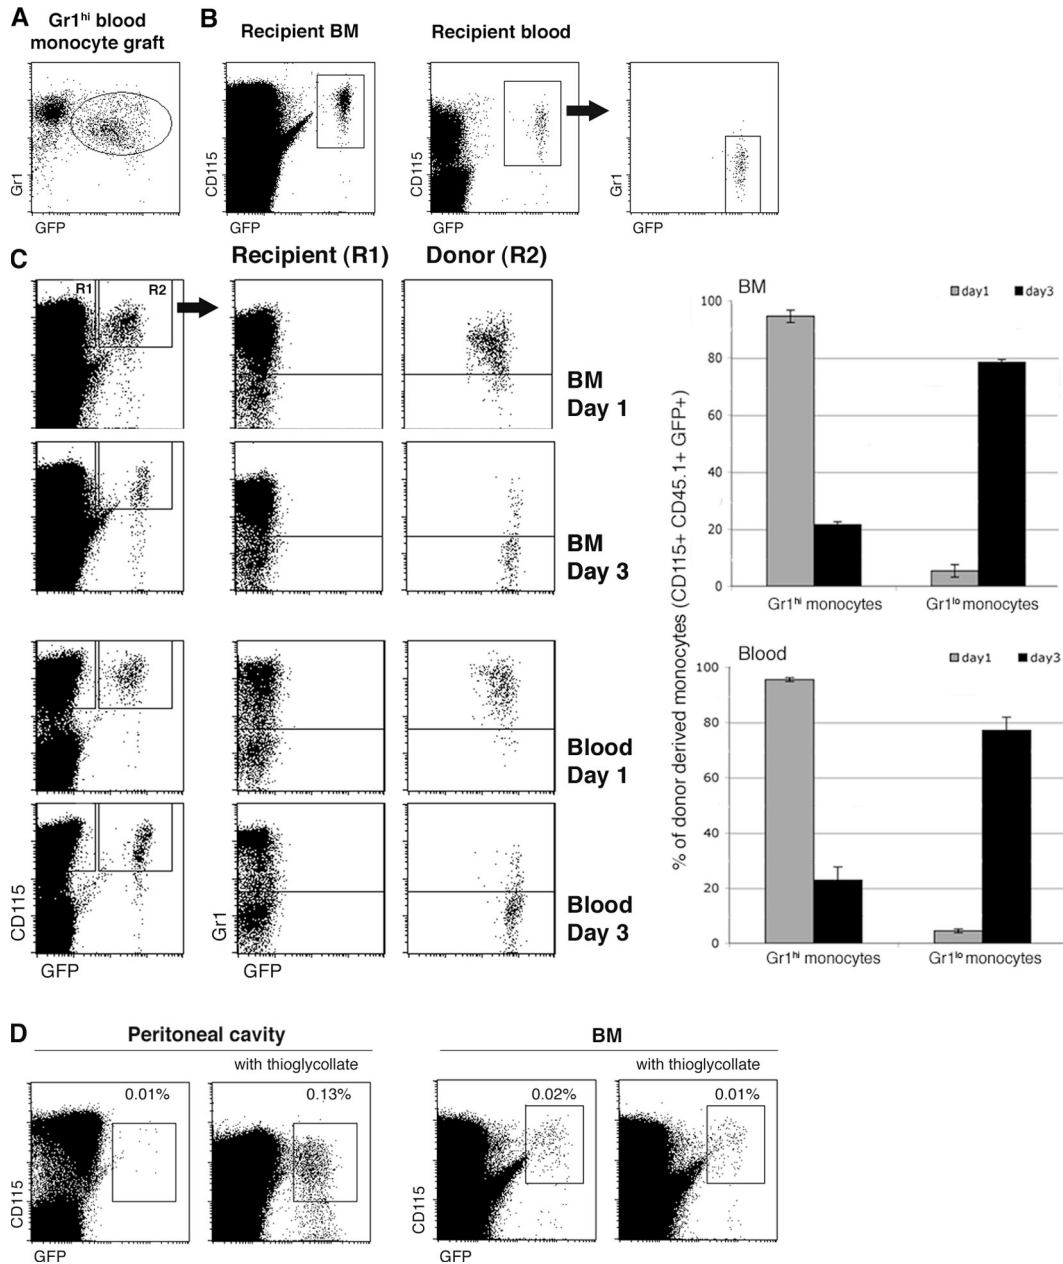 A
Gr1hi blood
monocyte graft
Gr1
GFP
B
Recipient BM
CD115
GFP
Recipient blood
CD115
GFP
Gr1
GFP
C
Recipient (R1)
Donor (R2)
R1
R2
BM
Day 1
BM
Day 3
Blood
Day 1
Blood
Day 3
CD115
GFP
Gr1
GFP
% of donor derived monocytes (CD115+ CD45.1+ GFP+)
BM
day1
day3
100
80
60
40
20
0
Gr1hi monocytes
Gr1lo monocytes
Blood
day1
day3
100
80
60
40
20
0
Gr1hi monocytes
Gr1lo monocytes
D
Peritoneal cavity
with thioglycollate
0.01%
0.13%
CD115
GFP
BM
with thioglycollate
0.02%
0.01%
CD115
GFP